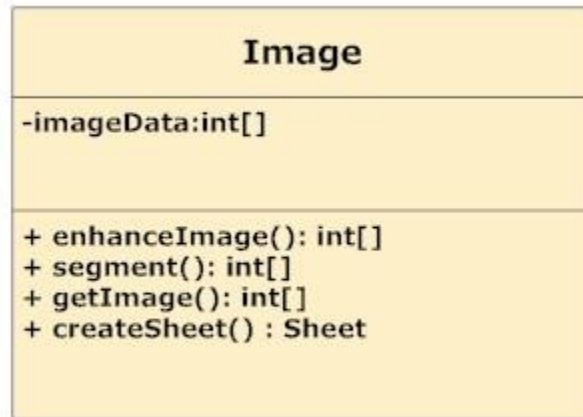 Image
-imageData:int[]
+ enhanceImage(): int[]
+ segment(): int[]
+ getImage(): int[]
+ createSheet() : Sheet